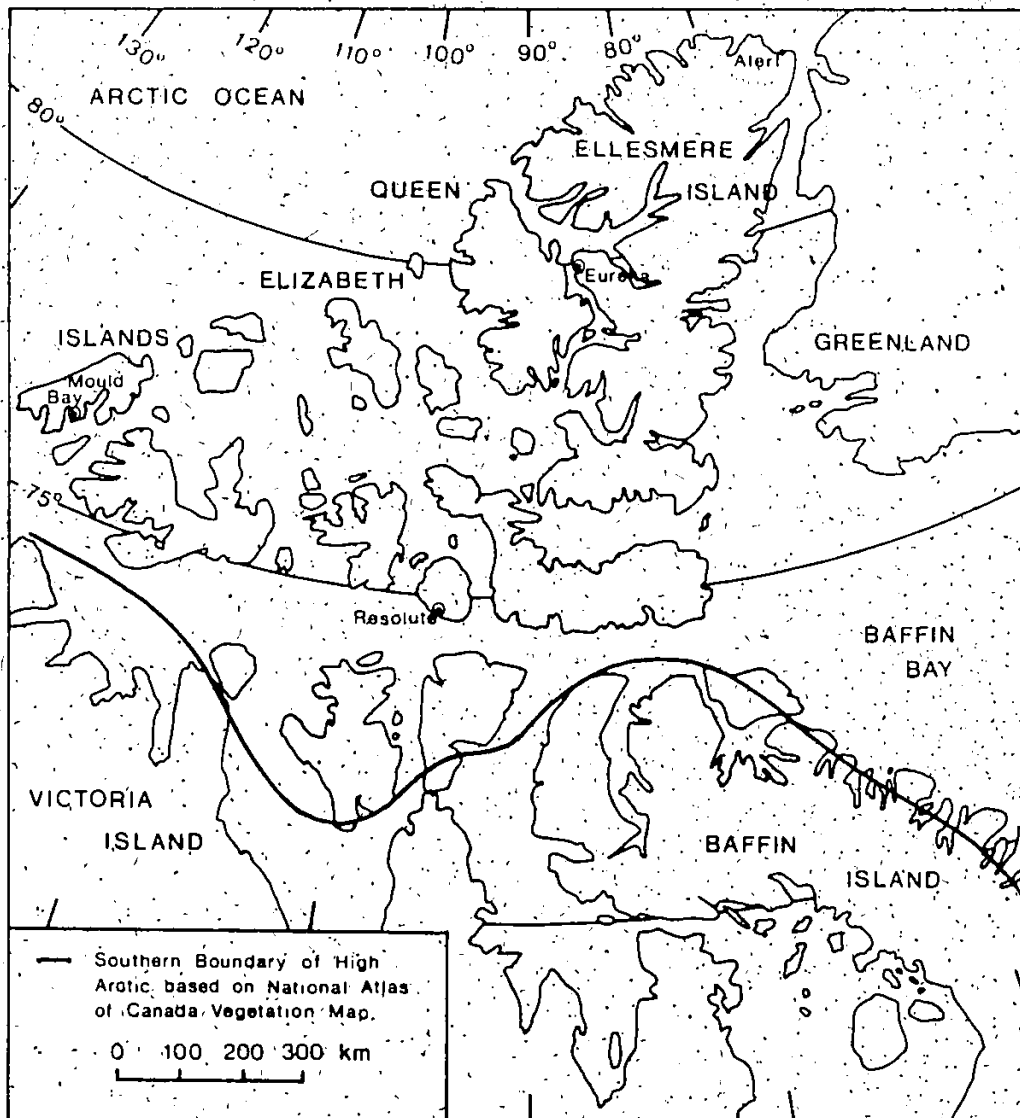 130° 120° 110° 100° 90° 80°
Alert
ARCTIC OCEAN
80°
ELLESMERE
QUEEN
ISLAND
ELIZABETH
Eureka
ISLANDS
GREENLAND
Mould
Bay
75°
Resolute
BAFFIN
BAY
VICTORIA
ISLAND
BAFFIN
ISLAND
Southern Boundary of High
Arctic based on National Atlas
of Canada Vegetation Map.
0 100 200 300 km